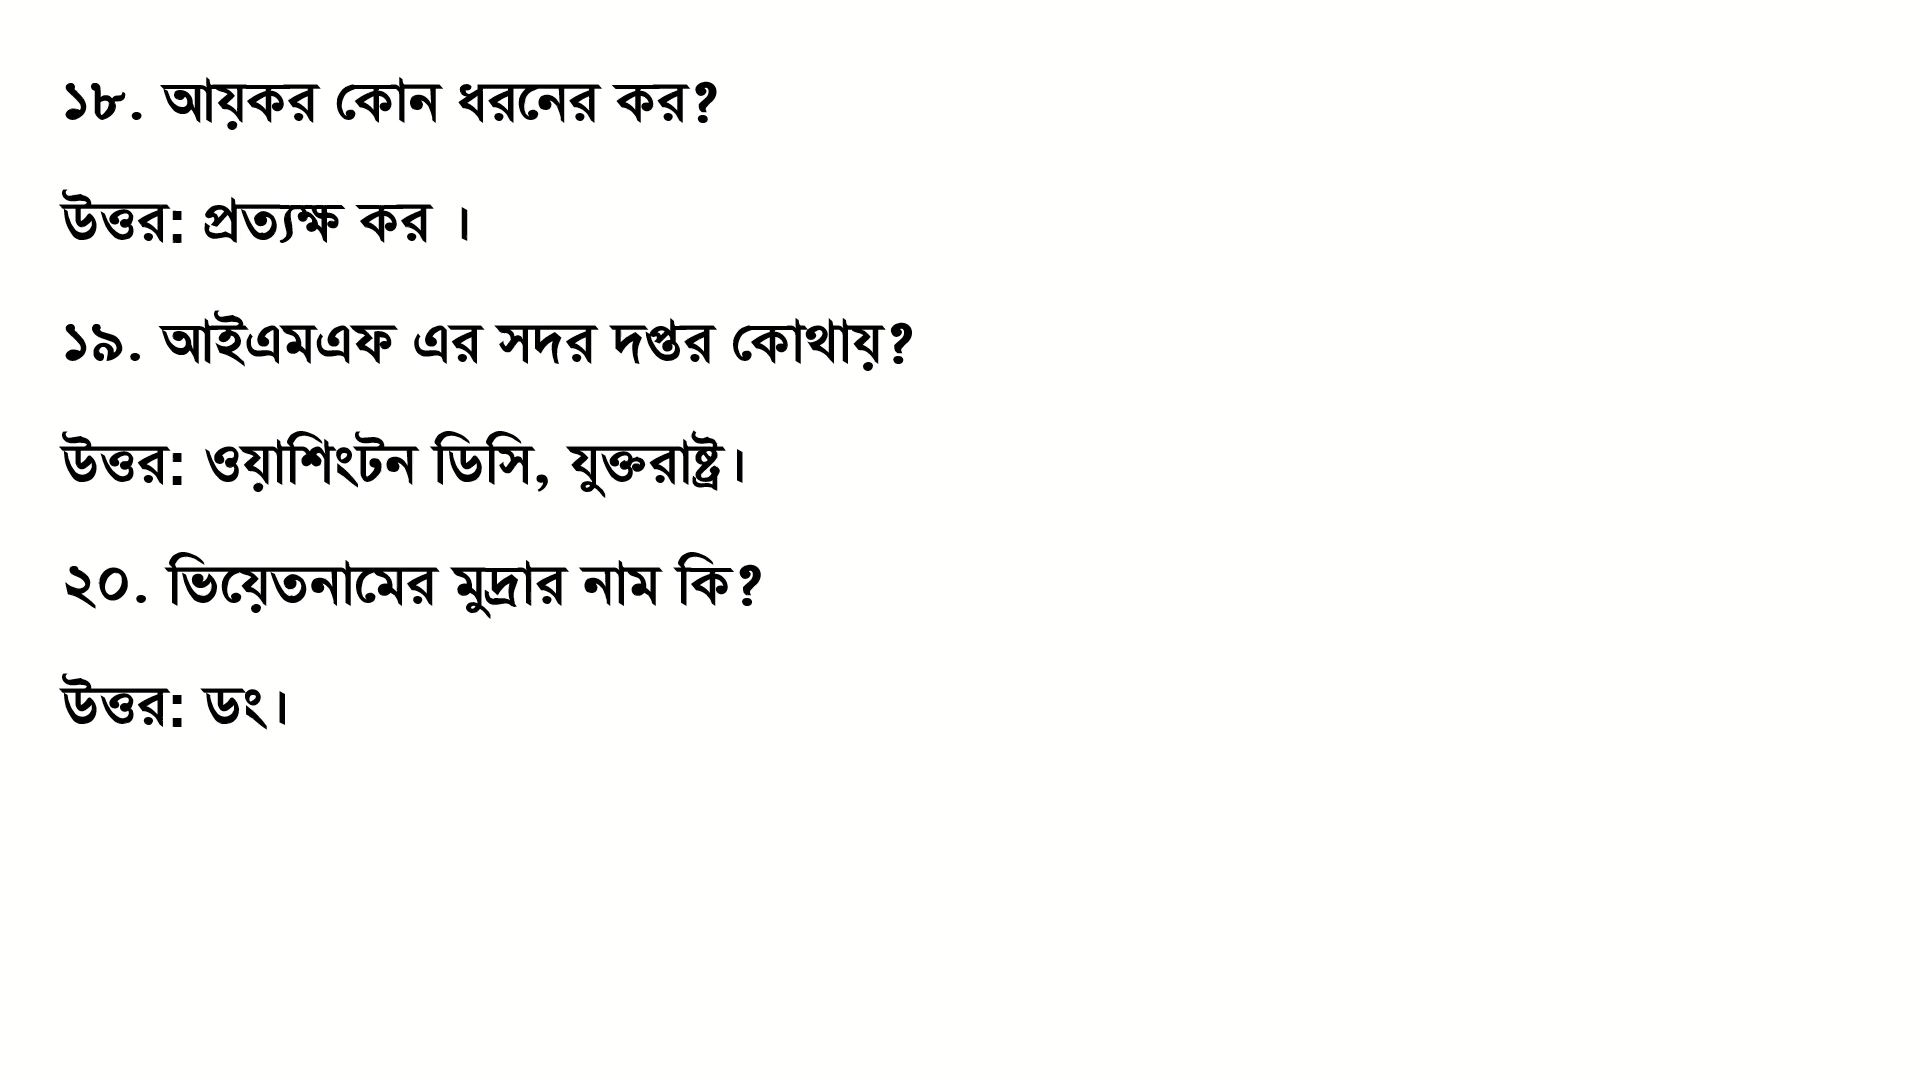 ১৮. আয়কর কোন ধরনের কর?
উত্তর: প্রত্যক্ষ কর ।
১৯. আইএমএফ এর সদর দপ্তর কোথায়?
উত্তর: ওয়াশিংটন ডিসি, যুক্তরাষ্ট্র।
২০. ভিয়েতনামের মুদ্রার নাম কি?
উত্তর: ডং।